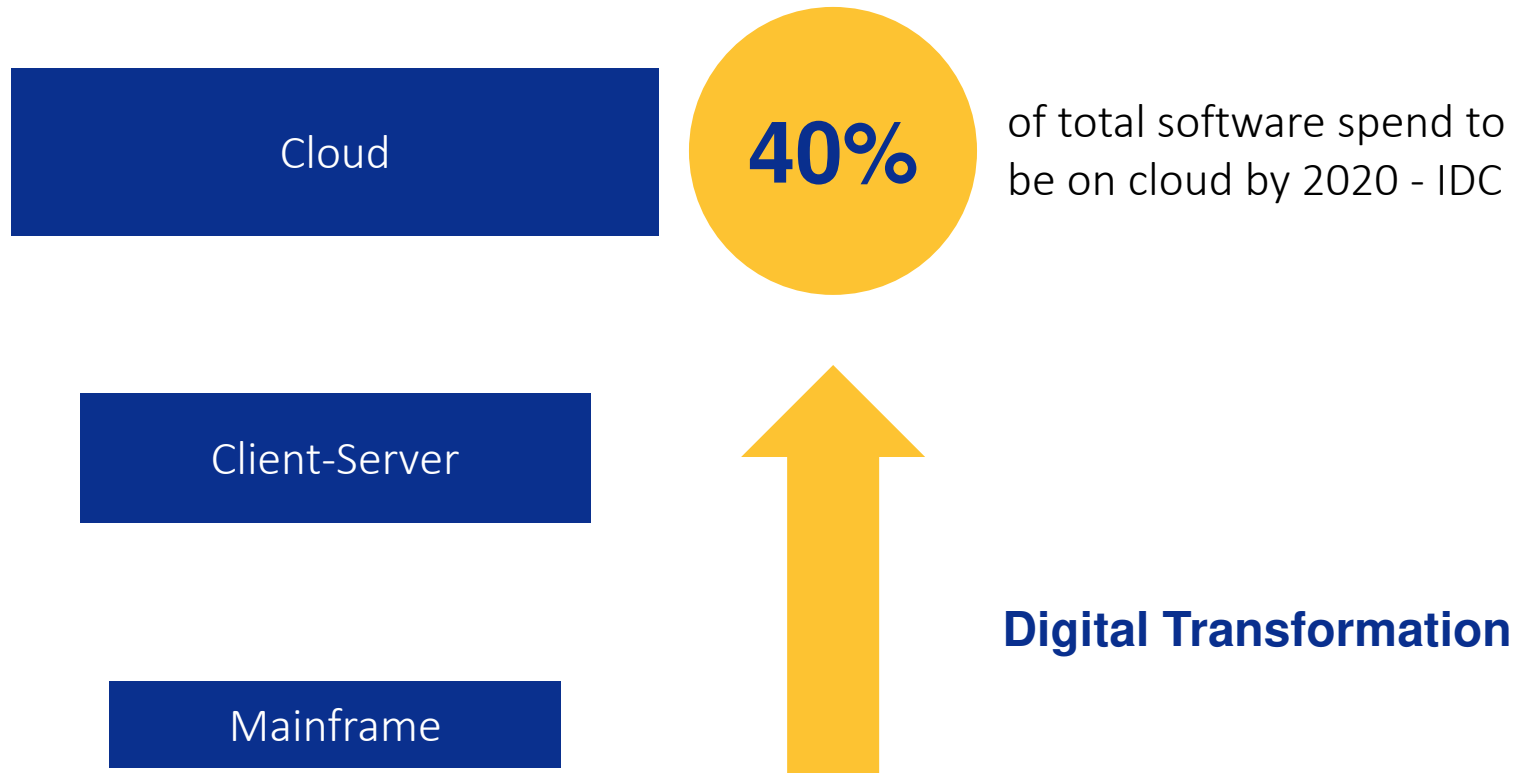 Cloud
40%
of total software spend to
be on cloud by 2020 - IDC
Client-Server
Digital Transformation
Mainframe